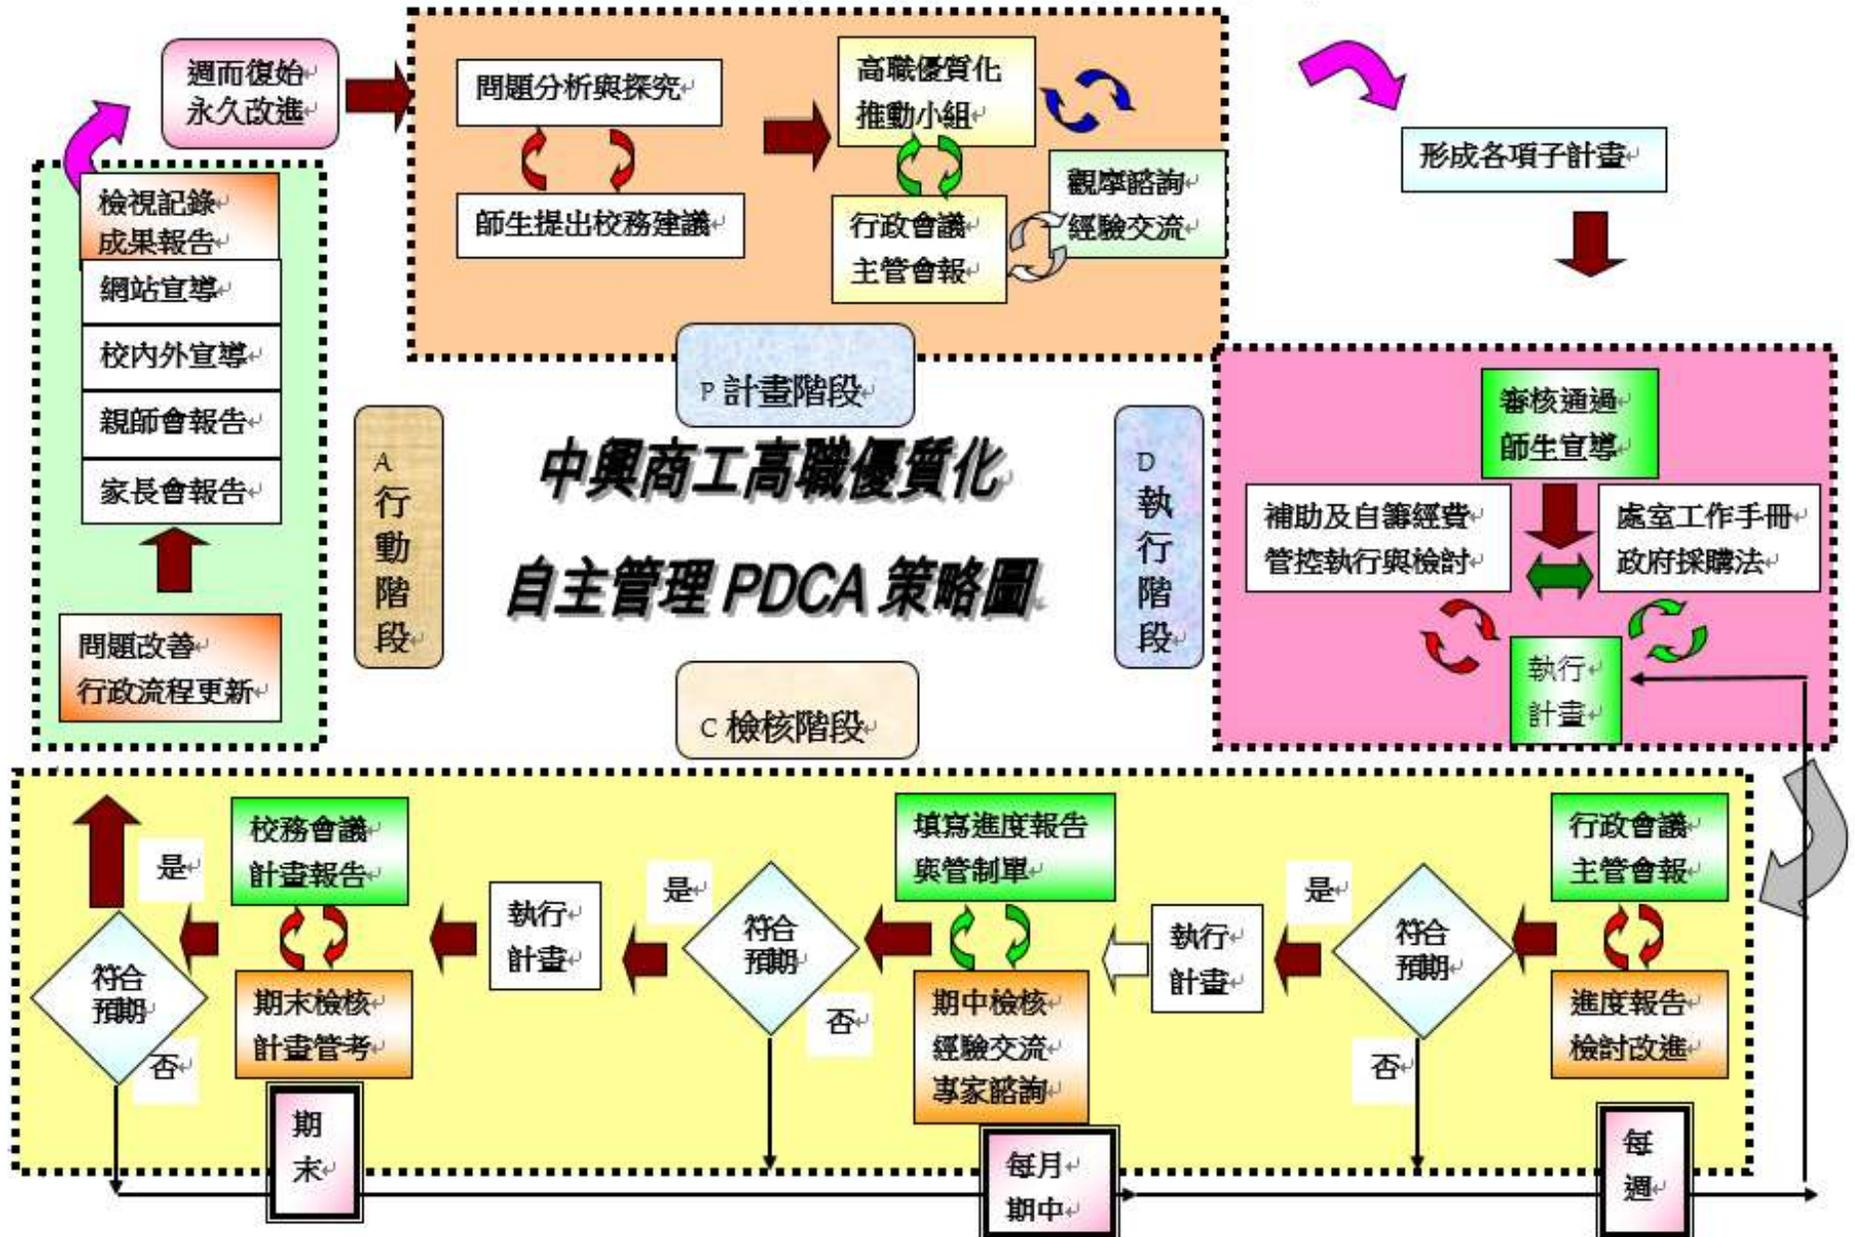 週而復始
永久改進
問題分析與探究
師生提出校務建議
高職優質化
推動小組
行政會議
主管會報
觀摩諮詢
經驗交流
形成各項子計畫
P 計畫階段
檢視記錄
成果報告
網站宣導
校內外宣導
親師會報告
家長會報告
問題改善
行政流程更新
A
行
動
階
段
中興商工高職優質化
自主管理 PDCA 策略圖
D
執
行
階
段
C 檢核階段
審核通過
師生宣導
補助及自籌經費
管控執行與檢討
處室工作手冊
政府採購法
執行
計畫
行政會議
主管會報
進度報告
檢討改進
每
週
符合
預期
是
否
執行
計畫
填寫進度報告
與管制單
期中檢核
經驗交流
專家諮詢
每月
期中
符合
預期
是
否
執行
計畫
校務會議
計畫報告
期末檢核
計畫管考
期
末
符合
預期
是
否